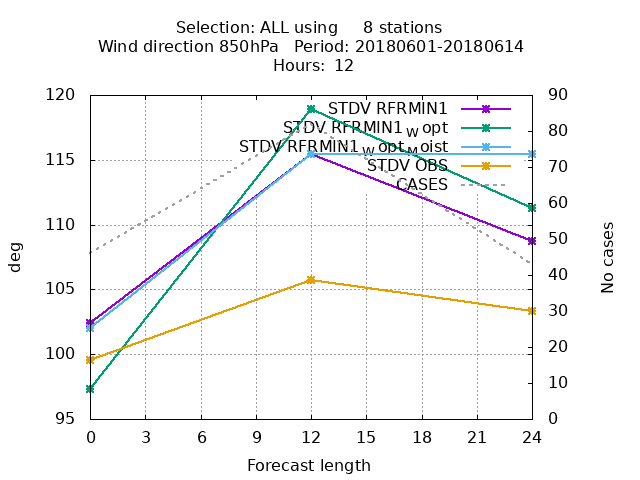 Selection: ALL using     8 stations
Wind direction 850hPa   Period: 20180601-20180614
Hours:  12
120
115
110
105
100
95
deg
90
80
70
60
50
40
30
20
10
0
No cases
STDV RFRMIN1
STDV RFRMIN1_W opt
STDV RFRMIN1_W opt_Moist
STDV OBS
CASES
0 3 6 9 12 15 18 21 24
Forecast length